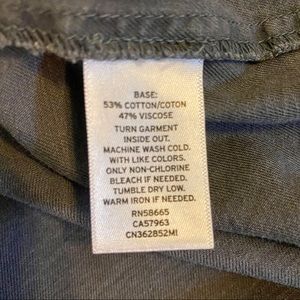 BASE:
53% COTTON/COTON
47% VISCOSE
TURN GARMENT
INSIDE OUT.
MACHINE WASH COLD.
WITH LIKE COLORS.
ONLY NON-CHLORINE
BLEACH IF NEEDED.
TUMBLE DRY LOW.
WARM IRON IF NEEDED.
RN58665
CA57963
CN362852MI